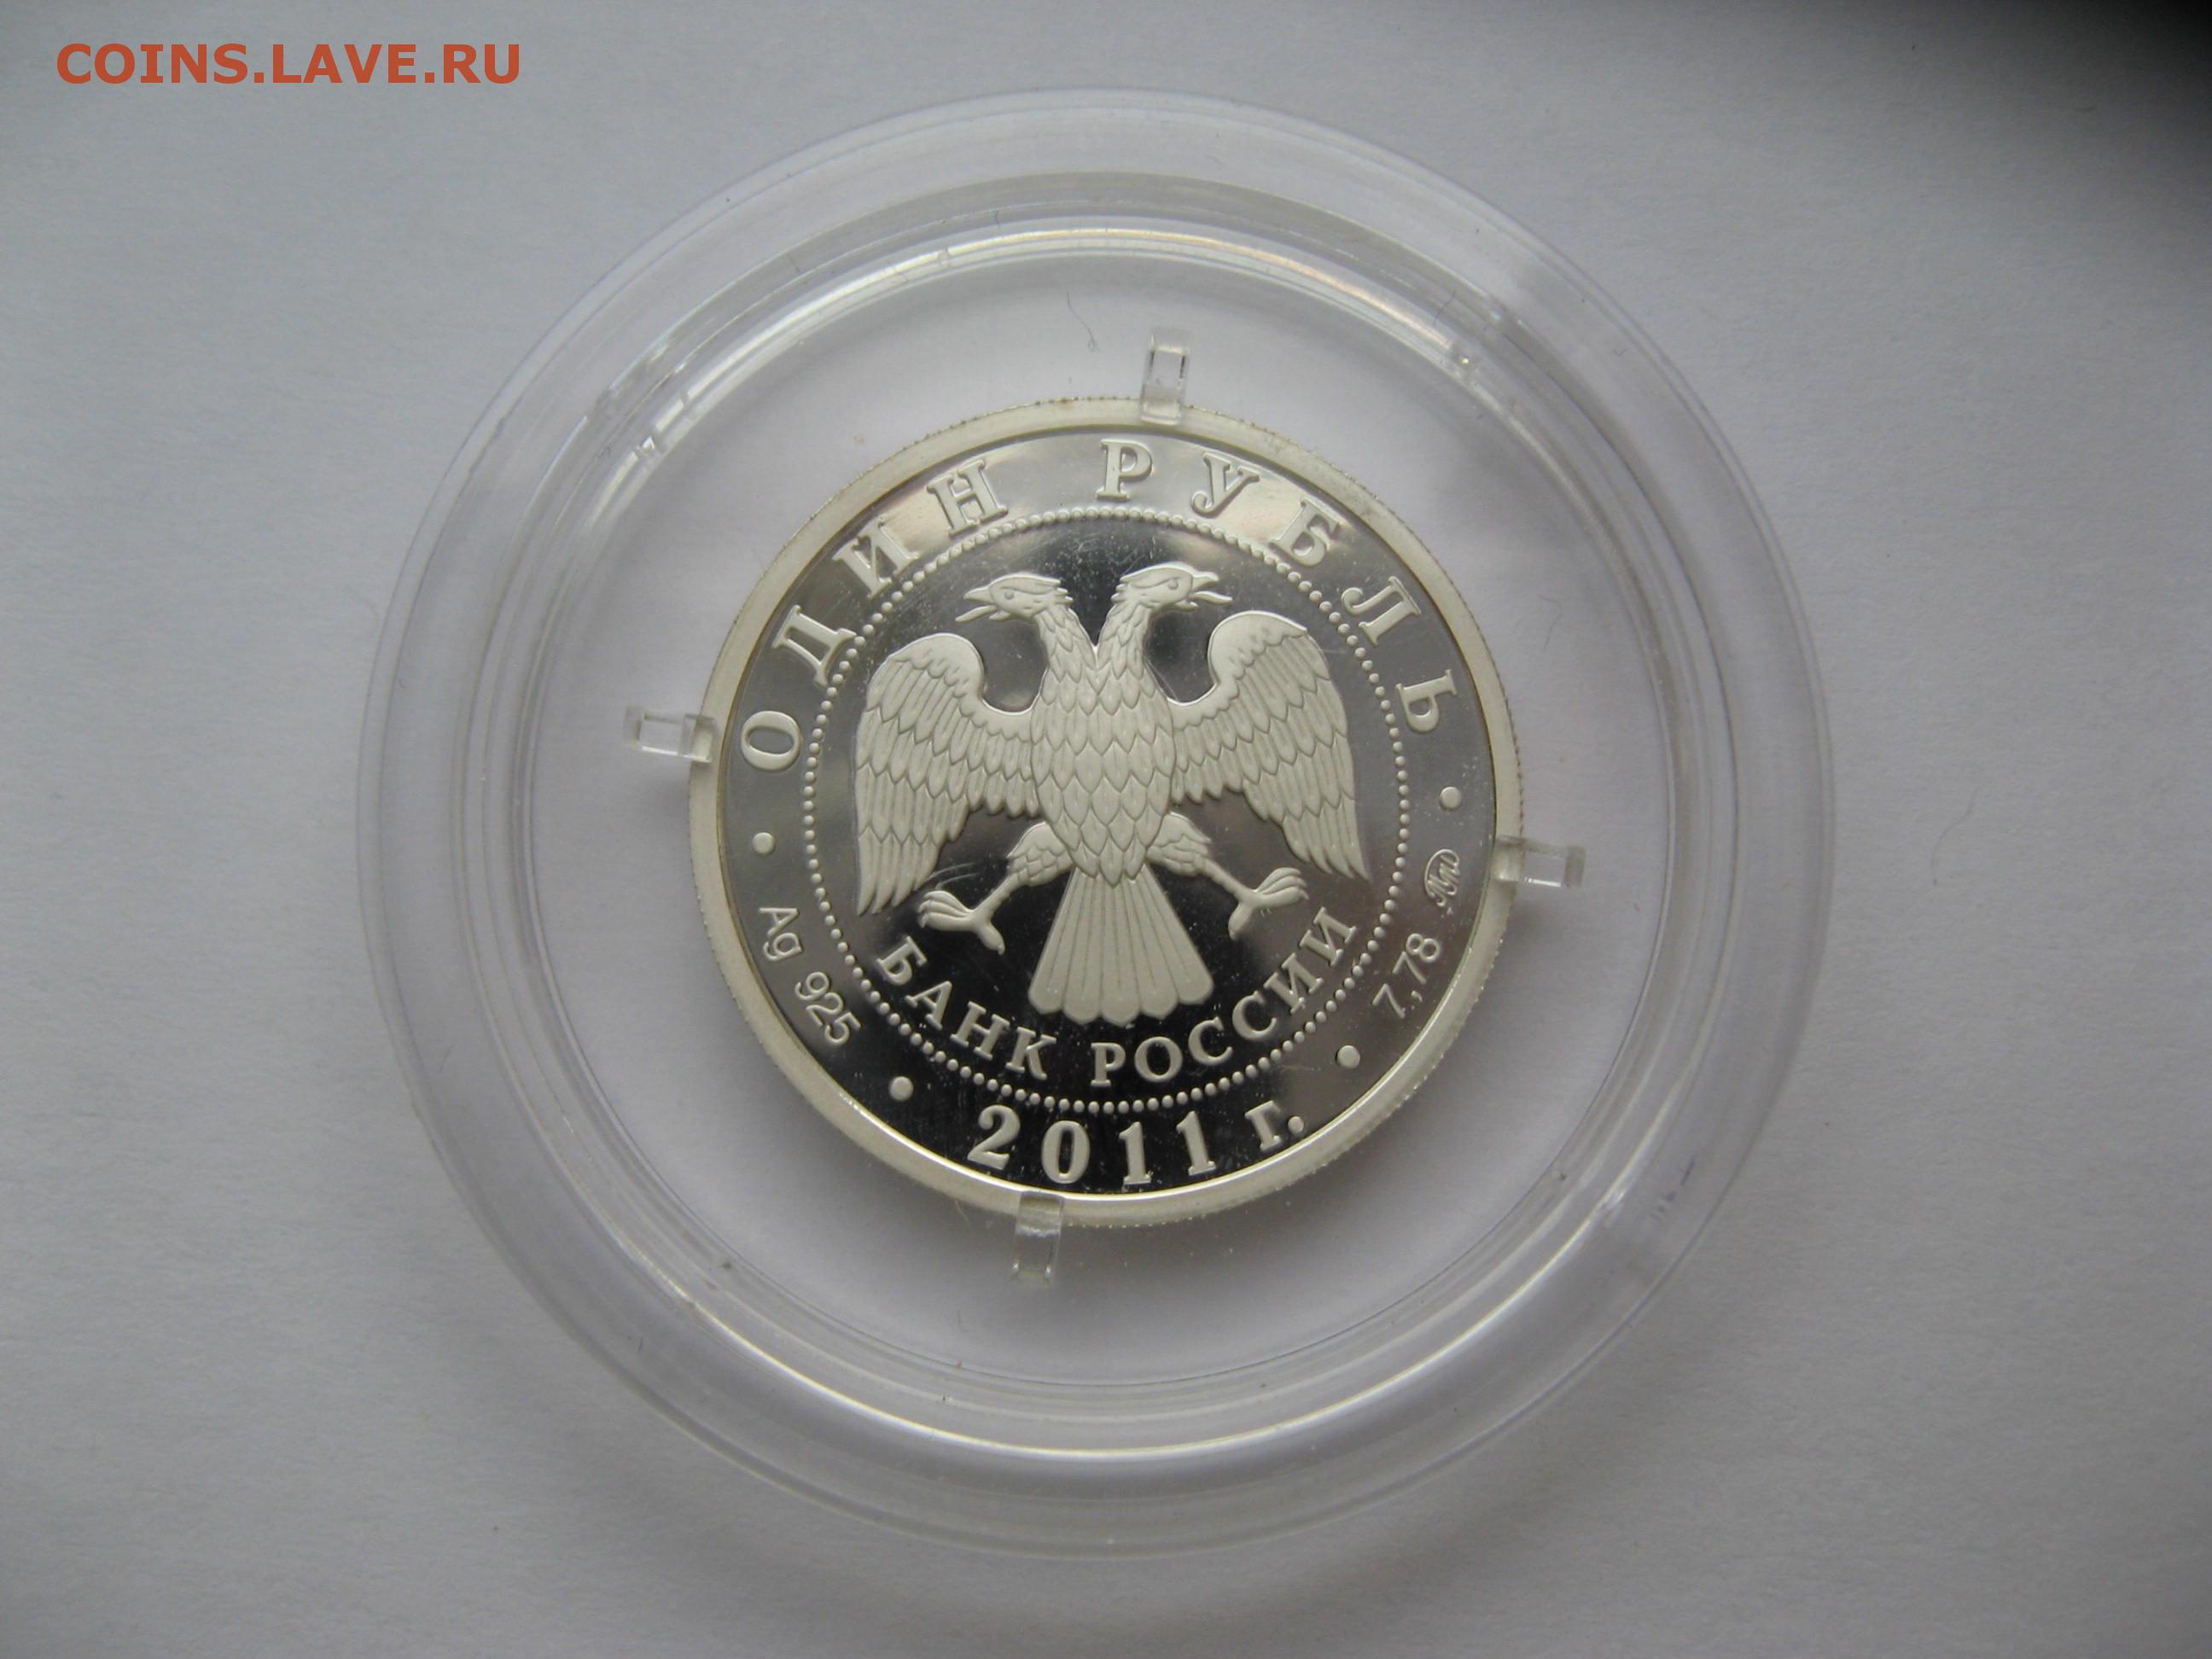 COINS.LAVE.RU
ОДИН РУБЛЬ
БАНК РОССИИ
Ag 925
2011 г.
7,78